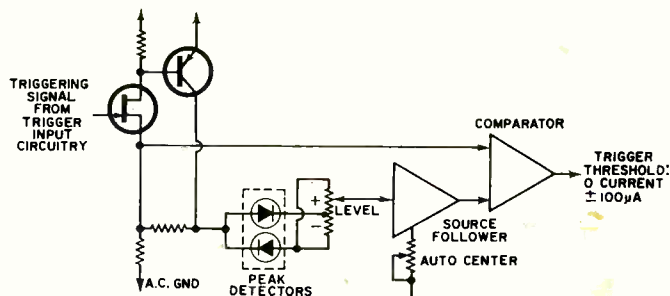 TRIGGERING
SIGNAL
FROM
TRIGGER
INPUT
CIRCUITRY
COMPARATOR
TRIGGER
THRESHOLD:
0 CURRENT
±100µA
+
LEVEL
−
SOURCE
FOLLOWER
AUTO CENTER
A.C. GND
PEAK
DETECTORS